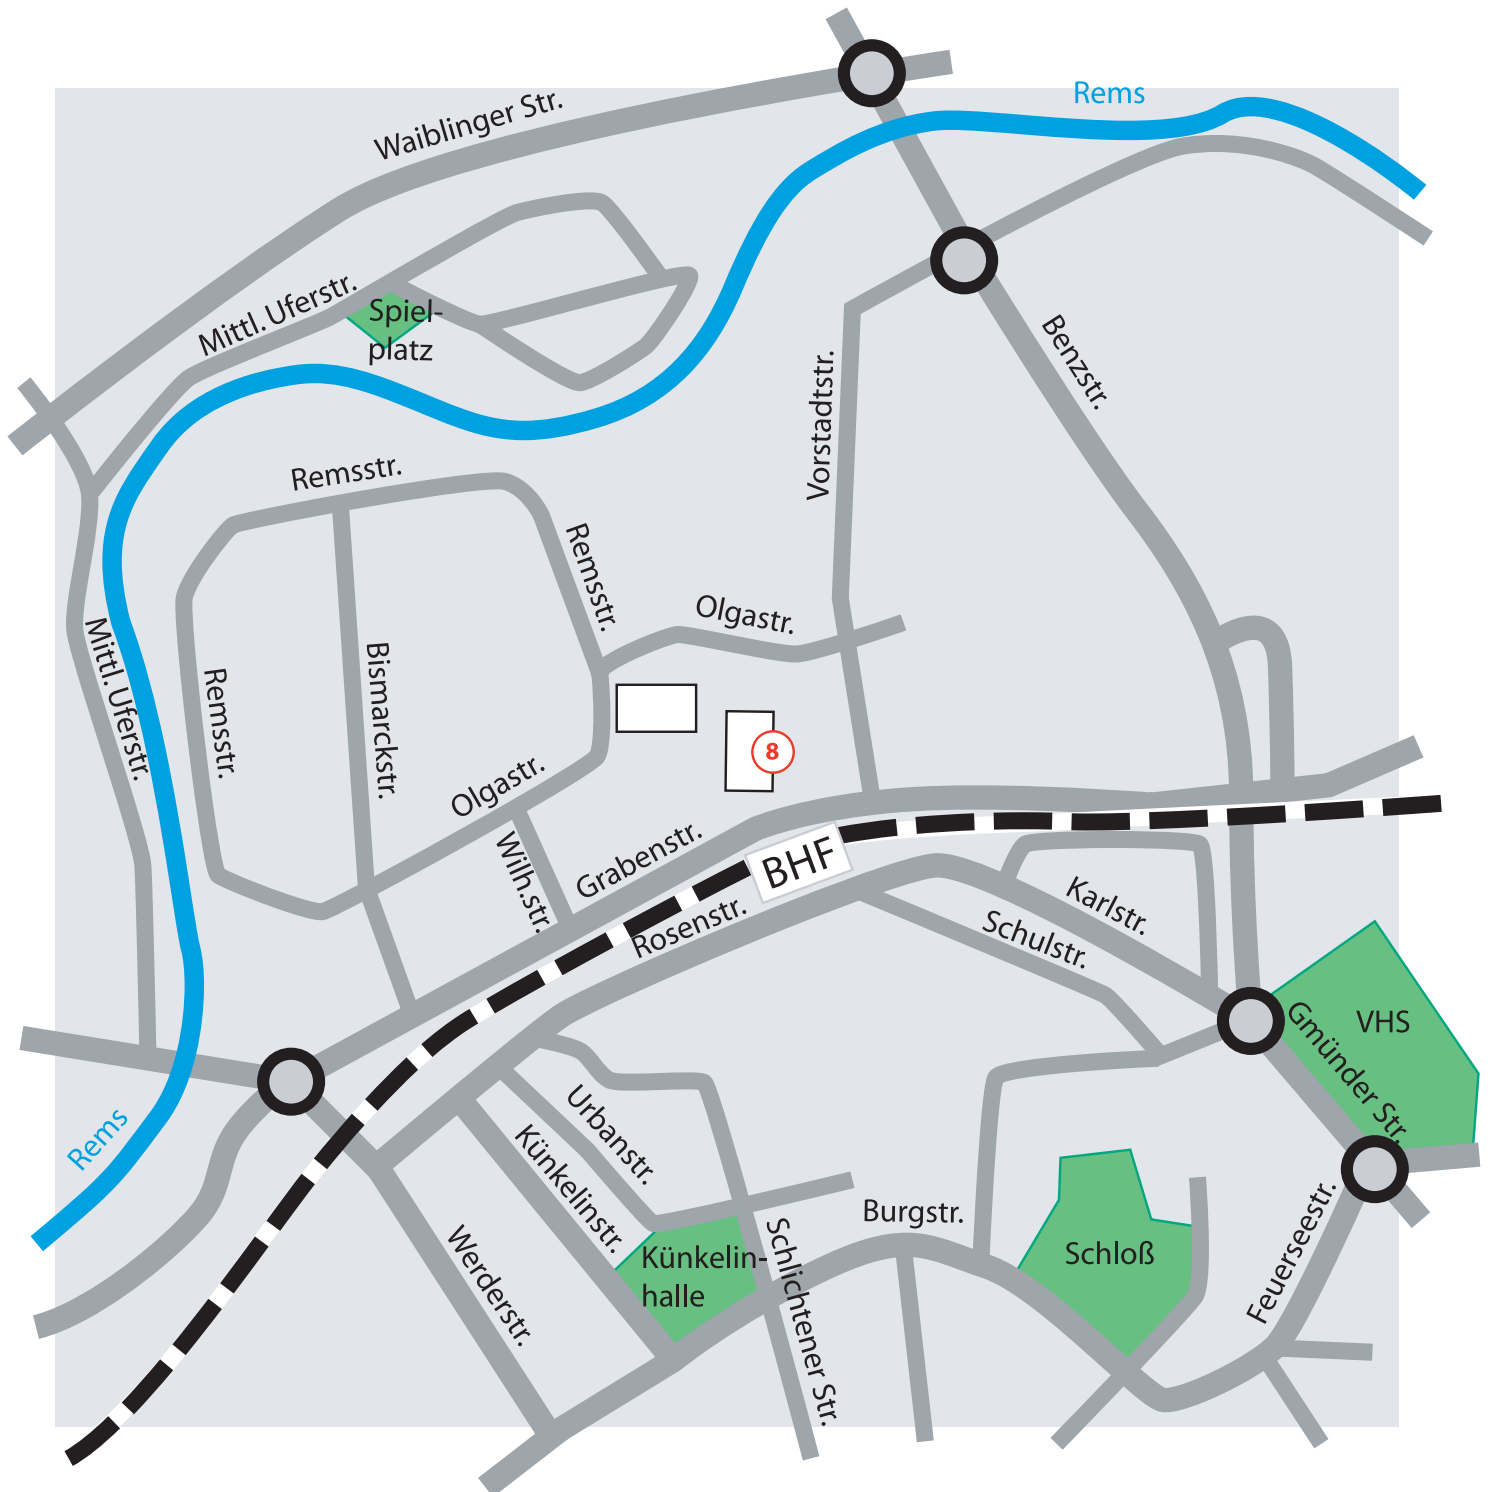 Rems
Waiblinger Str.
Mittl. Uferstr.
Spiel-
platz
Benzstr.
Vorstadtstr.
Remsstr.
Remsstr.
Olgastr.
Mittl. Uferstr.
Remsstr.
Bismarckstr.
8
Olgastr.
Wilh.str.
Grabenstr.
BHF
Rosenstr.
Karlstr.
Schulstr.
Gmünder Str.
VHS
Rems
Urbanstr.
Künkelinstr.
Werderstr.
Künkelin-
halle
Schlichtener Str.
Burgstr.
Schloß
Feuerseestr.